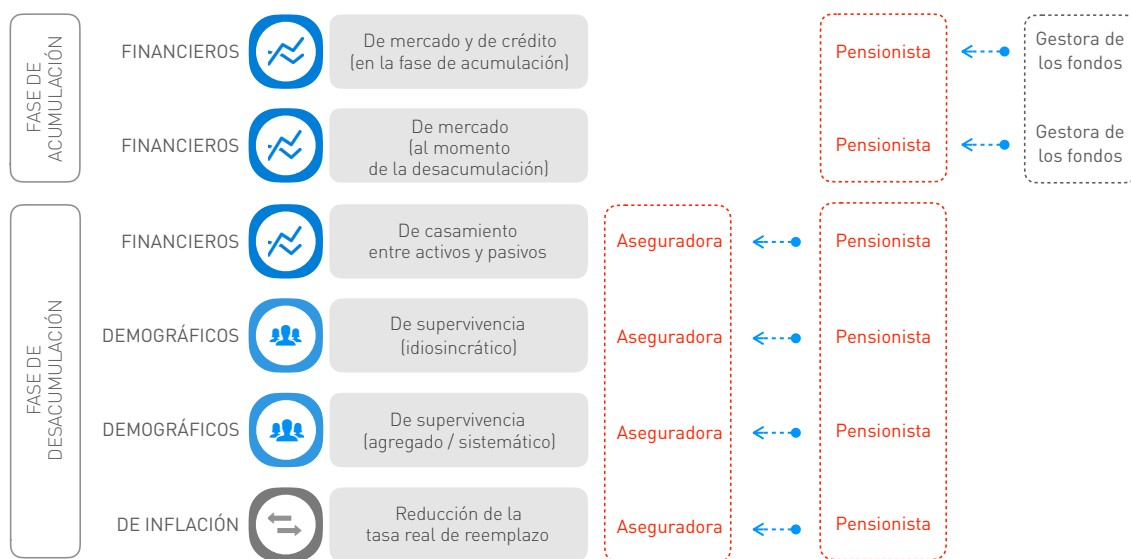 FASE DE
ACUMULACIÓN
FINANCIEROS
De mercado y de crédito
(en la fase de acumulación)
Pensionista
Gestora de
los fondos
FINANCIEROS
De mercado
(al momento
de la desacumulación)
Pensionista
Gestora de
los fondos
FASE DE
DESACUMULACIÓN
FINANCIEROS
De casamiento
entre activos y pasivos
Aseguradora
Pensionista
DEMOGRÁFICOS
De supervivencia
(idiosincrático)
Aseguradora
Pensionista
DEMOGRÁFICOS
De supervivencia
(agregado / sistemático)
Aseguradora
Pensionista
DE INFLACIÓN
Reducción de la
tasa real de reemplazo
Aseguradora
Pensionista